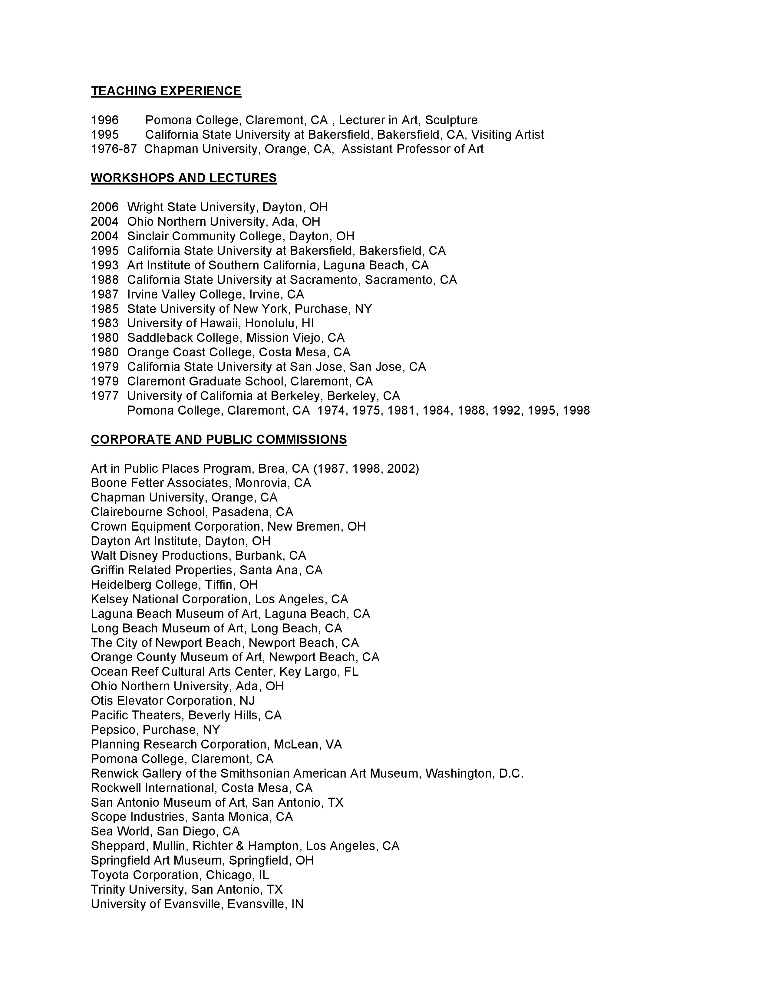 TEACHING EXPERIENCE
1996 Pomona College, Claremont, CA , Lecturer in Art, Sculpture
1995 California State University at Bakersfield, Bakersfield, CA, Visiting Artist
1976-87 Chapman University, Orange, CA, Assistant Professor of Art
WORKSHOPS AND LECTURES
2006 Wright State University, Dayton, OH
2004 Ohio Northern University, Ada, OH
2004 Sinclair Community College, Dayton, OH
1995 California State University at Bakersfield, Bakersfield, CA
1993 Art Institute of Southern California, Laguna Beach, CA
1988 California State University at Sacramento, Sacramento, CA
1987 Irvine Valley College, Irvine, CA
1985 State University of New York, Purchase, NY
1983 University of Hawaii, Honolulu, HI
1980 Saddleback College, Mission Viejo, CA
1980 Orange Coast College, Costa Mesa, CA
1979 California State University at San Jose, San Jose, CA
1979 Claremont Graduate School, Claremont, CA
1977 University of California at Berkeley, Berkeley, CA
Pomona College, Claremont, CA 1974, 1975, 1981, 1984, 1988, 1992, 1995, 1998
CORPORATE AND PUBLIC COMMISSIONS
Art in Public Places Program, Brea, CA (1987, 1998, 2002)
Boone Fetter Associates, Monrovia, CA
Chapman University, Orange, CA
Clairebourne School, Pasadena, CA
Crown Equipment Corporation, New Bremen, OH
Dayton Art Institute, Dayton, OH
Walt Disney Productions, Burbank, CA
Griffin Related Properties, Santa Ana, CA
Heidelberg College, Tiffin, OH
Kelsey National Corporation, Los Angeles, CA
Laguna Beach Museum of Art, Laguna Beach, CA
Long Beach Museum of Art, Long Beach, CA
The City of Newport Beach, Newport Beach, CA
Orange County Museum of Art, Newport Beach, CA
Ocean Reef Cultural Arts Center, Key Largo, FL
Ohio Northern University, Ada, OH
Otis Elevator Corporation, NJ
Pacific Theaters, Beverly Hills, CA
Pepsico, Purchase, NY
Planning Research Corporation, McLean, VA
Pomona College, Claremont, CA
Renwick Gallery of the Smithsonian American Art Museum, Washington, D.C.
Rockwell International, Costa Mesa, CA
San Antonio Museum of Art, San Antonio, TX
Scope Industries, Santa Monica, CA
Sea World, San Diego, CA
Sheppard, Mullin, Richter & Hampton, Los Angeles, CA
Springfield Art Museum, Springfield, OH
Toyota Corporation, Chicago, IL
Trinity University, San Antonio, TX
University of Evansville, Evansville, IN